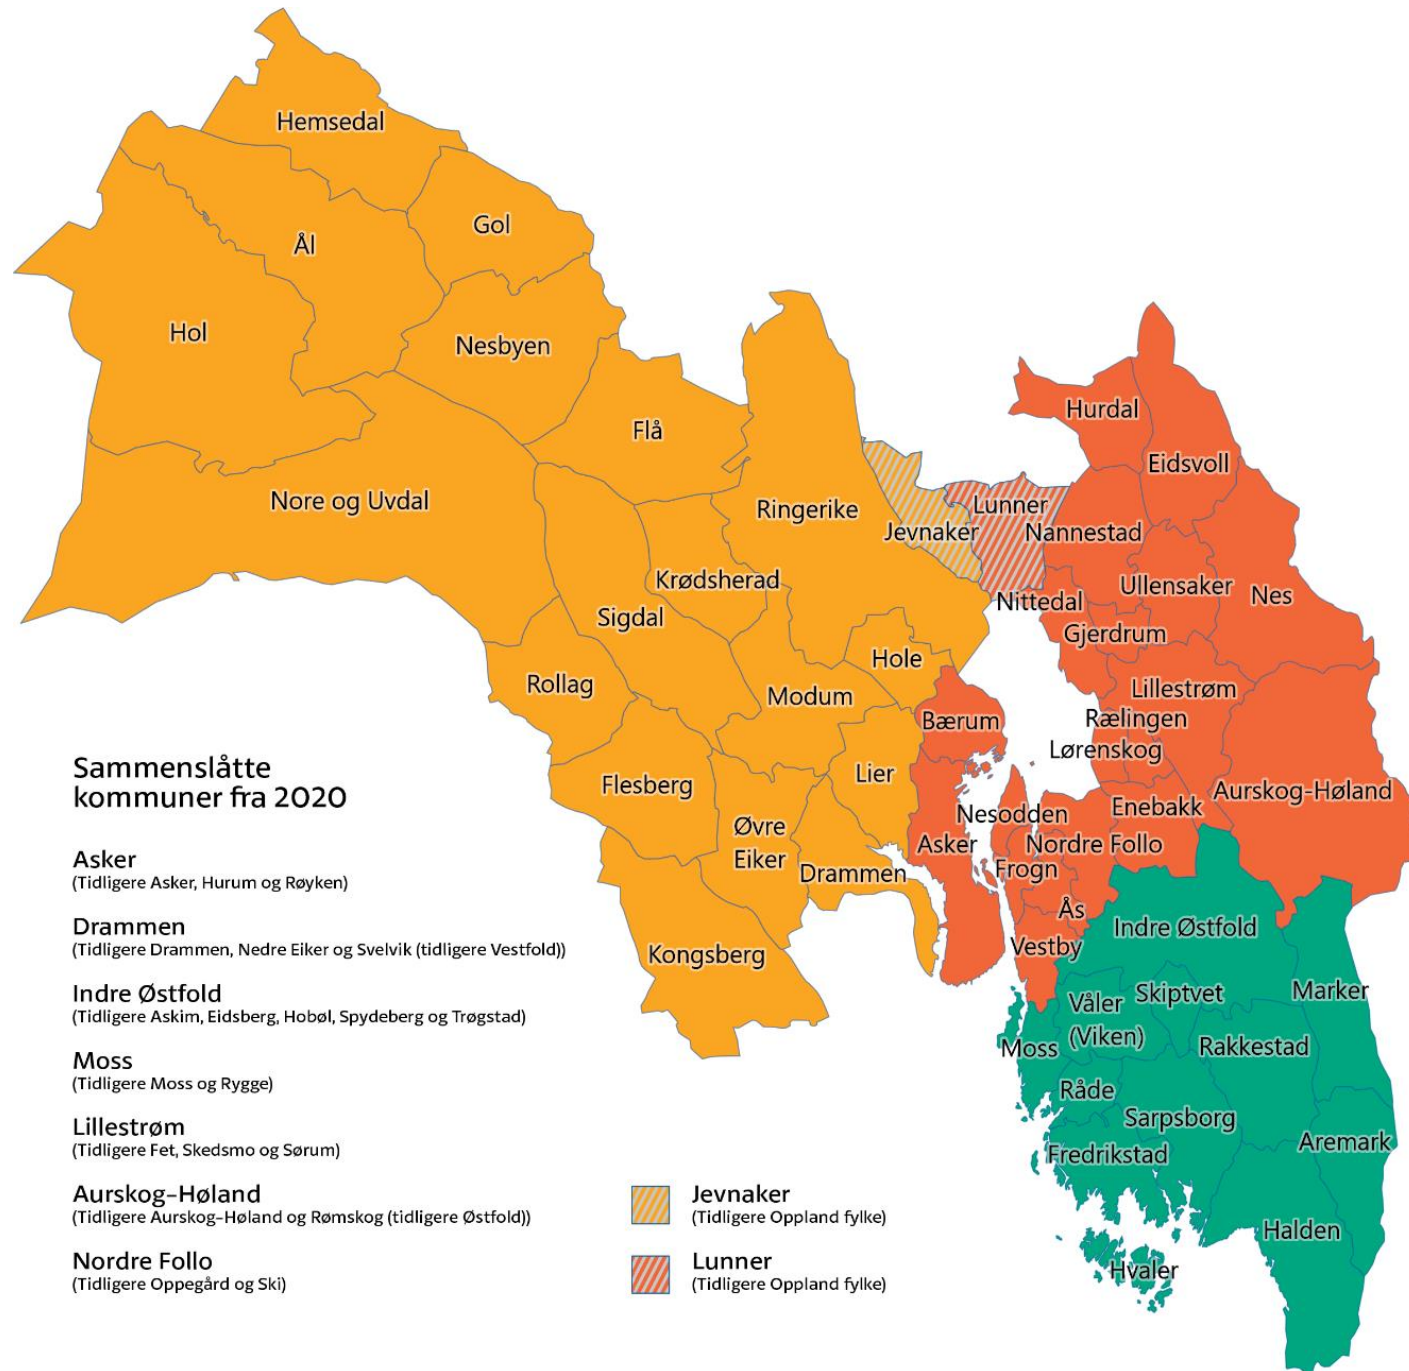 Hemsedal
Gol
Ål
Hol
Nesbyen
Flå
Hurdal
Eidsvoll
Nore og Uvdal
Ringerike
Lunner
Jevnaker
Nannestad
Krødsherad
Ullensaker
Nes
Nittedal
Sigdal
Gjerdrum
Hole
Rollag
Modum
Lillestrøm
Bærum
Rælingen
Lørenskog
Lier
Flesberg
Aurskog-Høland
Nesodden
Enebakk
Øvre
Eiker
Asker
Nordre Follo
Frogn
Drammen
Ås
Indre Østfold
Vestby
Kongsberg
Marker
Skiptvet
Våler
(Viken)
Moss
Rakkestad
Råde
Sarpsborg
Aremark
Fredrikstad
Halden
Hvaler
Sammenslåtte
kommuner fra 2020
Asker
(Tidligere Asker, Hurum og Røyken)
Drammen
(Tidligere Drammen, Nedre Eiker og Svelvik (tidligere Vestfold))
Indre Østfold
(Tidligere Askim, Eidsberg, Hobøl, Spydeberg og Trøgstad)
Moss
(Tidligere Moss og Rygge)
Lillestrøm
(Tidligere Fet, Skedsmo og Sørum)
Aurskog-Høland
(Tidligere Aurskog-Høland og Rømskog (tidligere Østfold))
Nordre Follo
(Tidligere Oppegård og Ski)
Jevnaker
(Tidligere Oppland fylke)
Lunner
(Tidligere Oppland fylke)